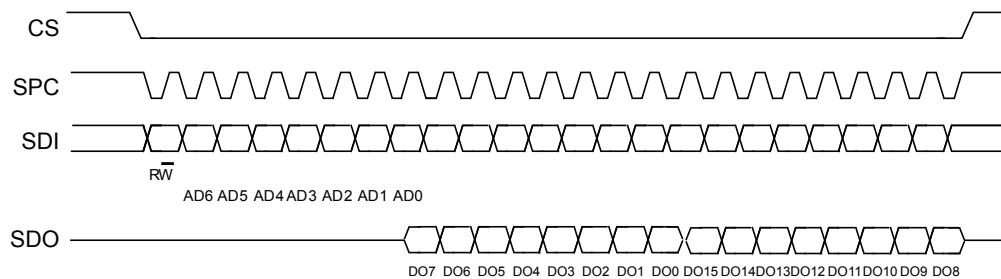 CS
SPC
SDI
RW̅
AD6 AD5 AD4 AD3 AD2 AD1 AD0
SDO
DO7 DO6 DO5 DO4 DO3 DO2 DO1 DO0 DO15 DO14 DO13 DO12 DO11 DO10 DO9 DO8